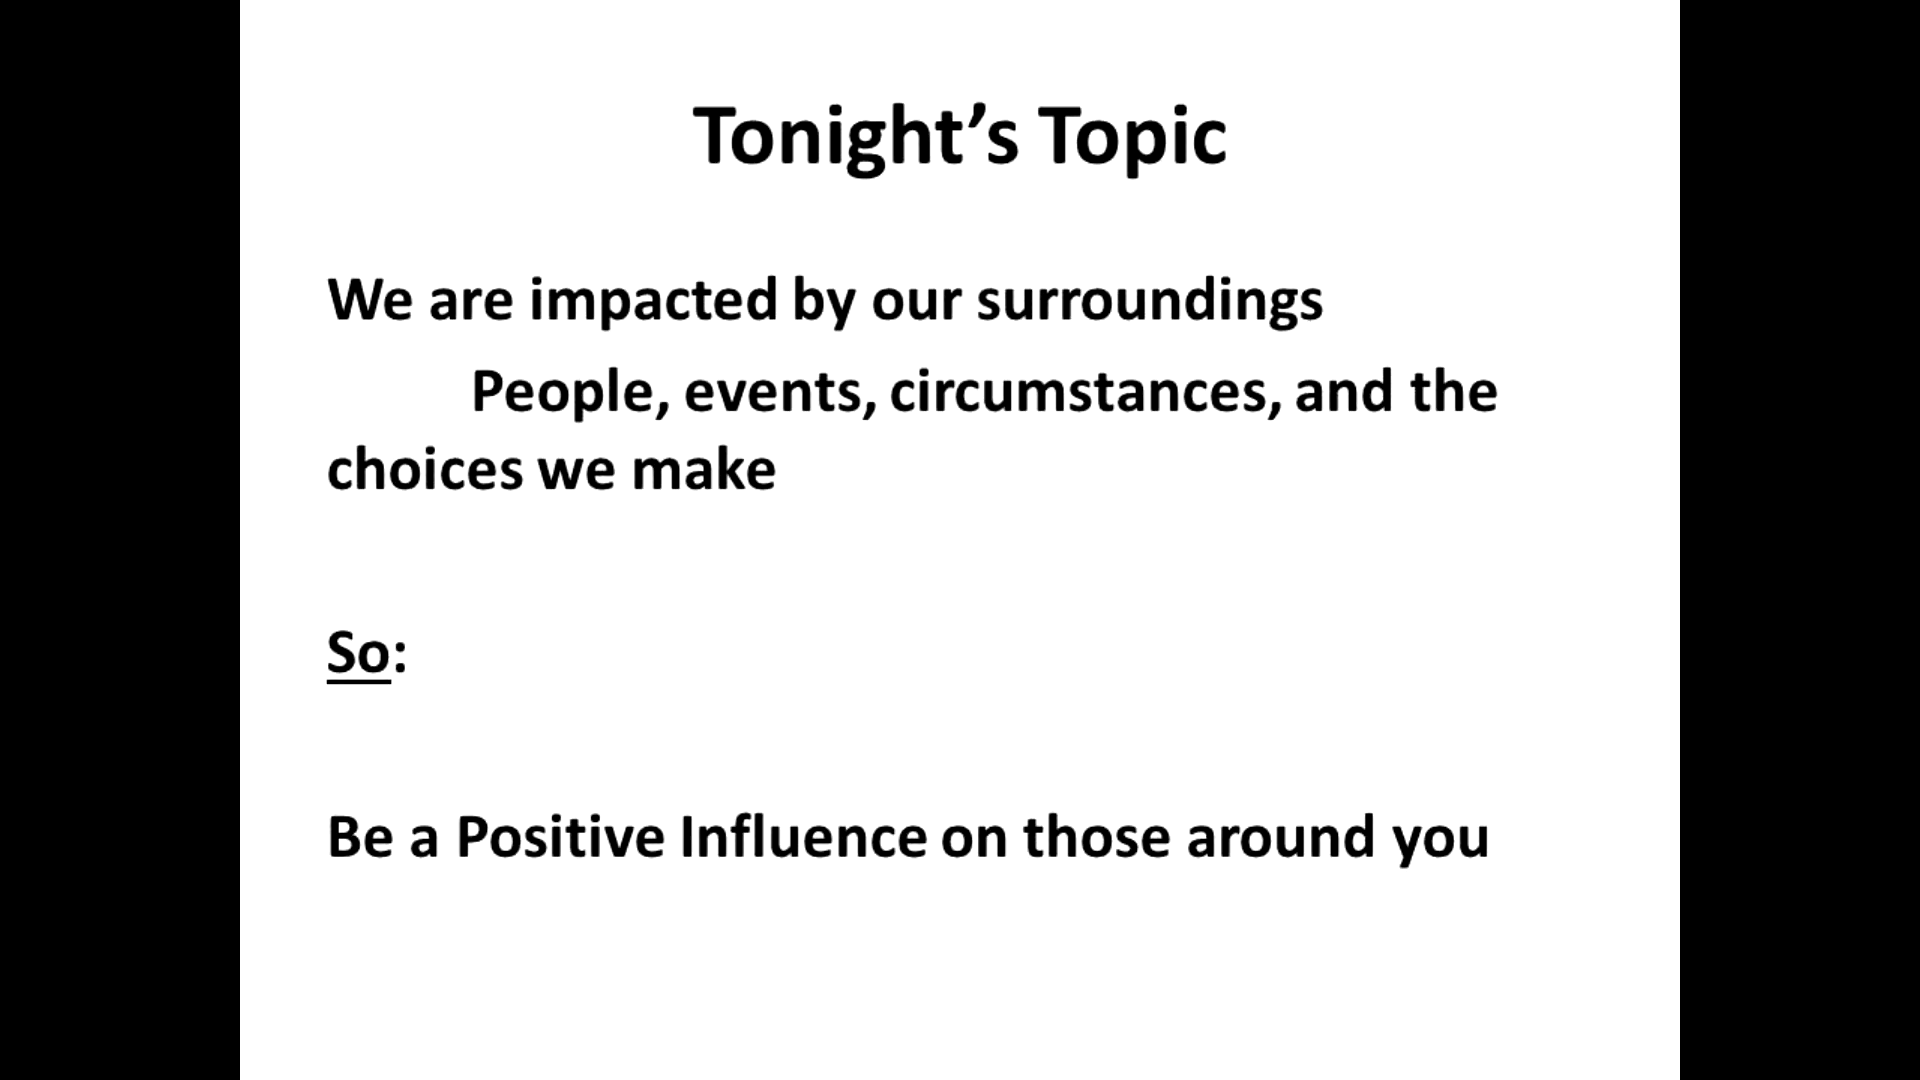 Tonight’s Topic
We are impacted by our surroundings
People, events, circumstances, and the
choices we make
So:
Be a Positive Influence on those around you